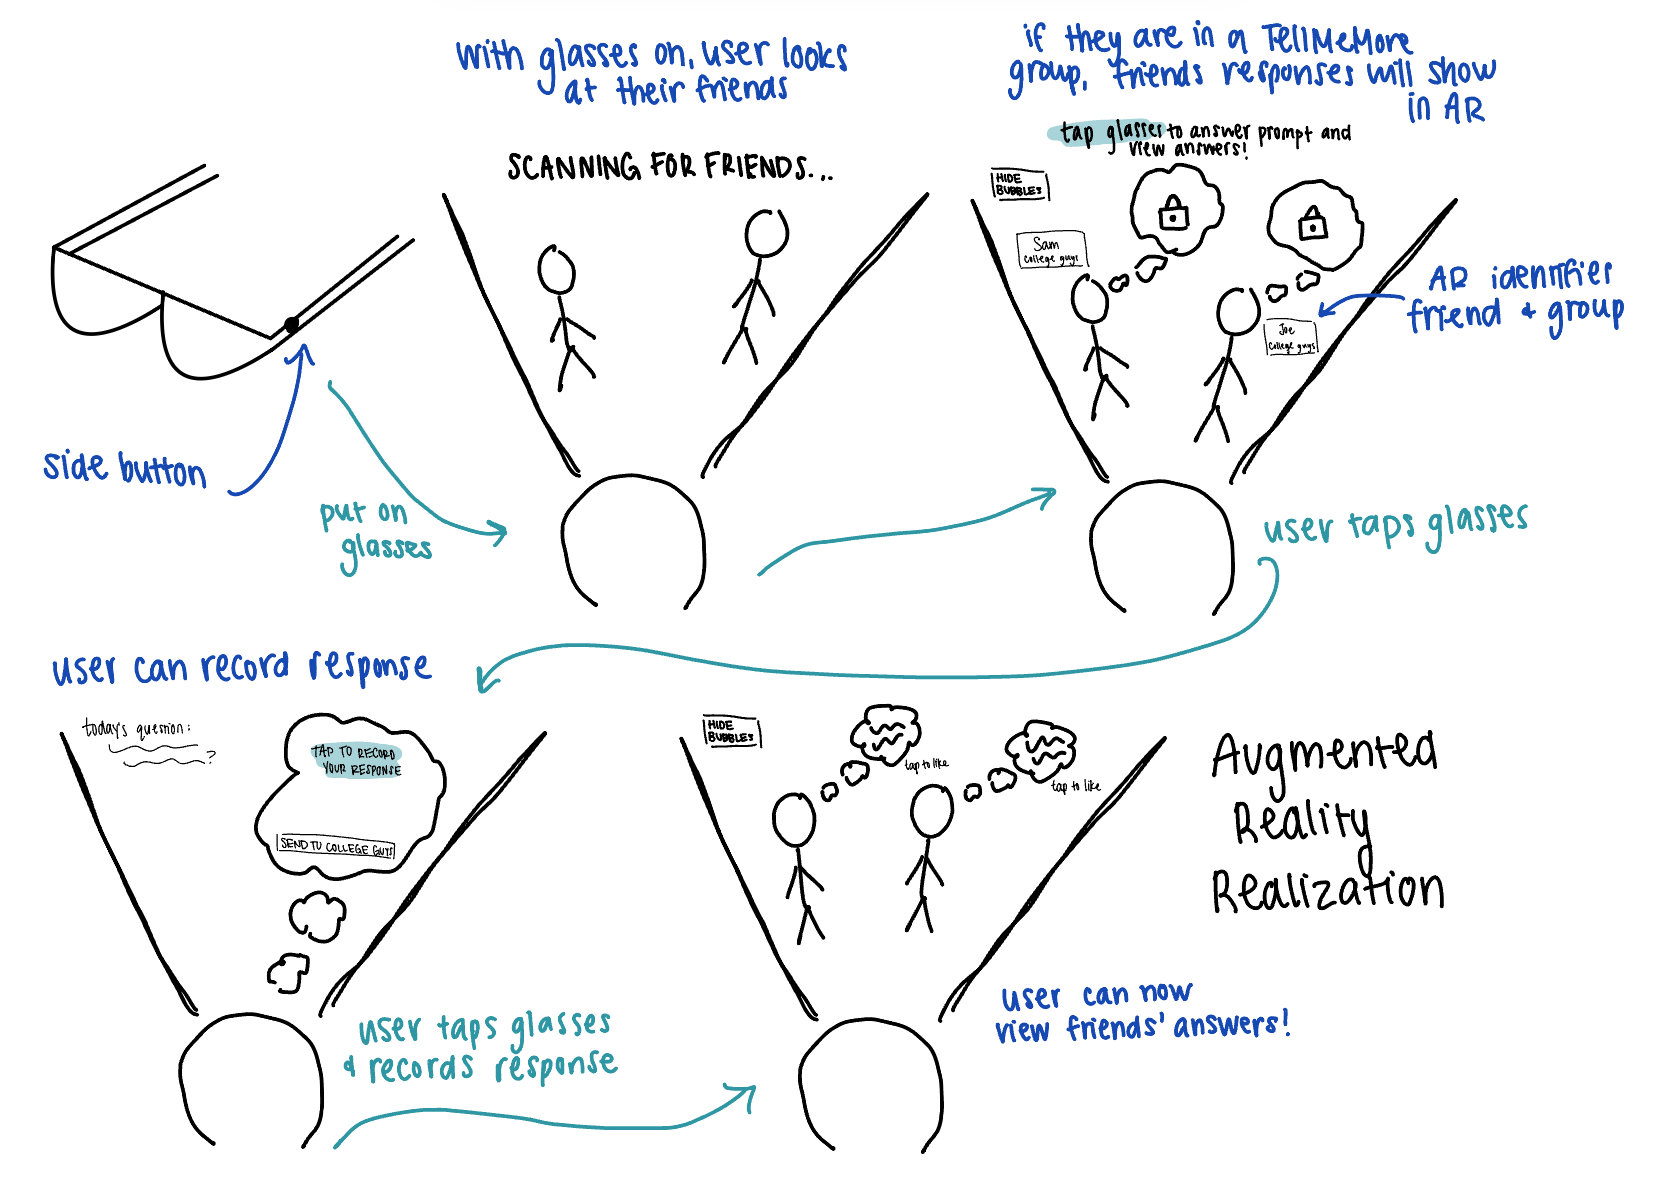 with glasses on, user looks
at their friends
SCANNING FOR FRIENDS...
if they are in a TellMeMore
group, friends responses will show
in AR
tap glasses to answer prompt and
view answers!
HIDE
BUBBLES
Sam
college guys
Joe
college guys
AR identifier
friend & group
side button
put on
glasses
user taps glasses
user can record response
today's question:
?
TAP TO RECORD
YOUR RESPONSE
SEND TO COLLEGE GUYS
user taps glasses
& records response
HIDE
BUBBLES
tap to like
tap to like
user can now
view friends' answers!
Augmented
Reality
Realization